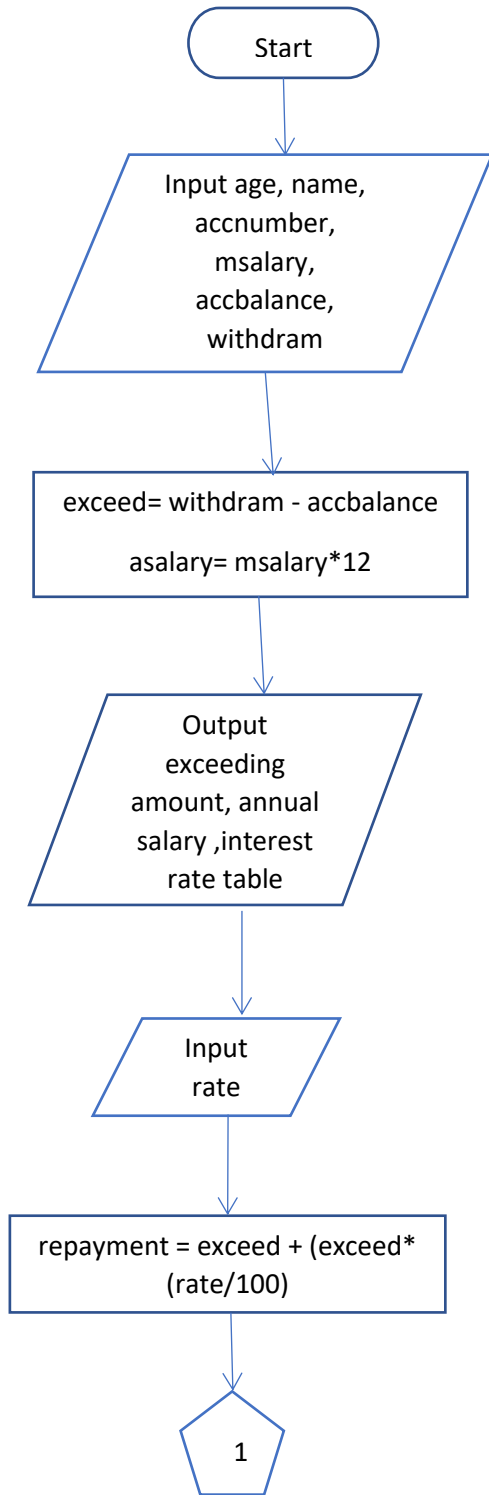 Start
Input age, name,
accnumber,
msalary,
accbalance,
withdram
exceed= withdram - accbalance
asalary= msalary*12
Output
exceeding
amount, annual
salary ,interest
rate table
Input
rate
repayment = exceed + (exceed*
(rate/100)
1